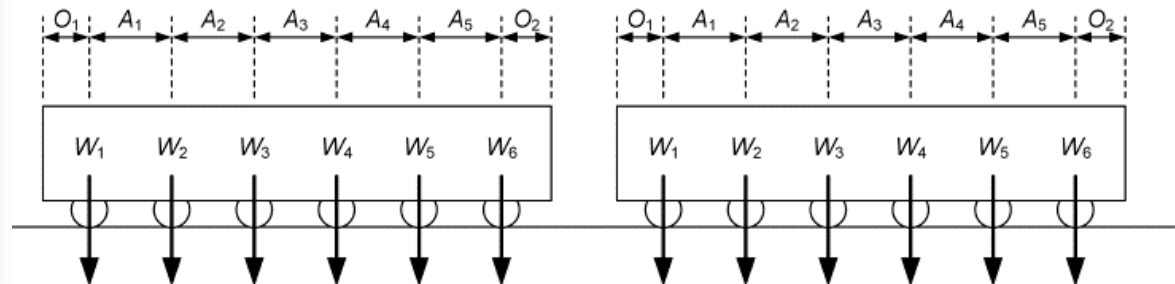 O₁ A₁ A₂ A₃ A₄ A₅ O₂ O₁ A₁ A₂ A₃ A₄ A₅ O₂
W₁ W₂ W₃ W₄ W₅ W₆ W₁ W₂ W₃ W₄ W₅ W₆